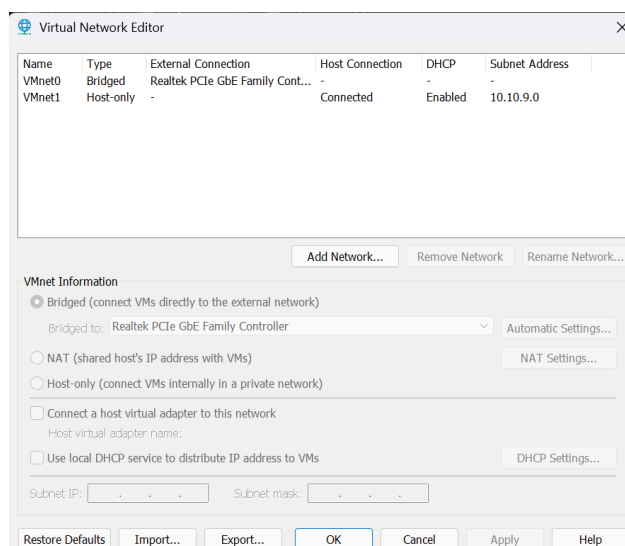 Virtual Network Editor
Name Type External Connection Host Connection DHCP Subnet Address
VMnet0 Bridged Realtek PCIe GbE Family Cont... - - -
VMnet1 Host-only - Connected Enabled 10.10.9.0
Add Network... Remove Network Rename Network...
VMnet Information
Bridged (connect VMs directly to the external network)
Bridged to: Realtek PCIe GbE Family Controller Automatic Settings...
NAT (shared host's IP address with VMs) NAT Settings...
Host-only (connect VMs internally in a private network)
Connect a host virtual adapter to this network
Host virtual adapter name:
Use local DHCP service to distribute IP address to VMs DHCP Settings...
Subnet IP: . . . Subnet mask: . . .
Restore Defaults Import... Export... OK Cancel Apply Help